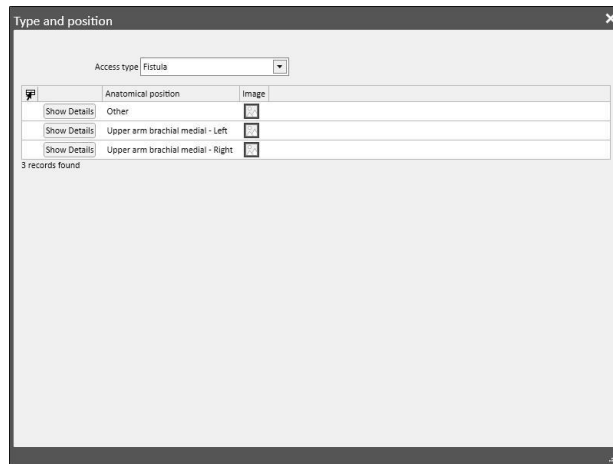 Type and position
Access type Fistula
Anatomical position Image
Show Details Other
Show Details Upper arm brachial medial - Left
Show Details Upper arm brachial medial - Right
3 records found